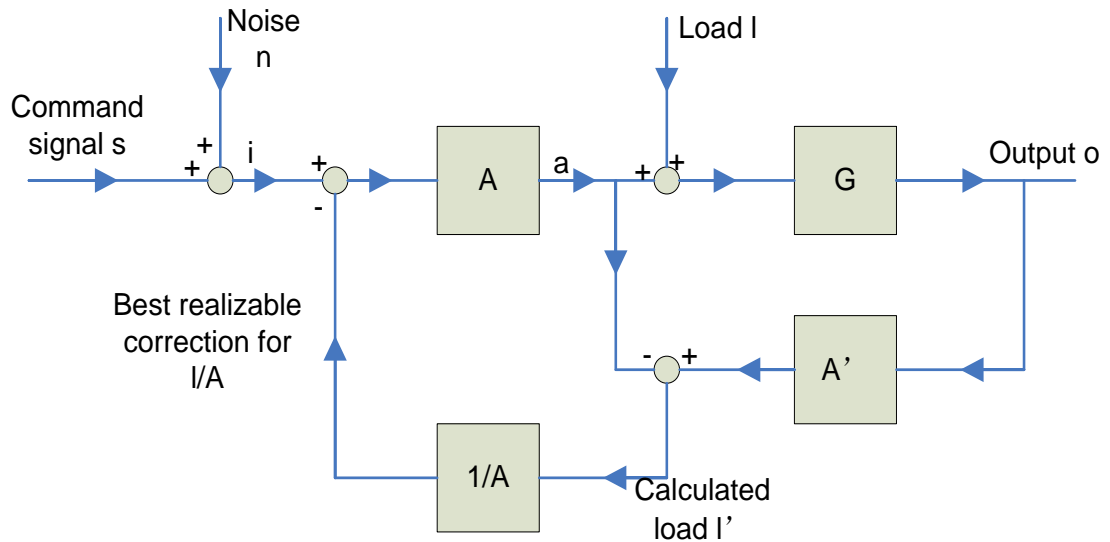 Noise
n
Load l
Command
signal s
+
+
i
+
-
A
a
+
+
G
Output o
Best realizable
correction for
l/A
-
+
A’
1/A
Calculated
load l’